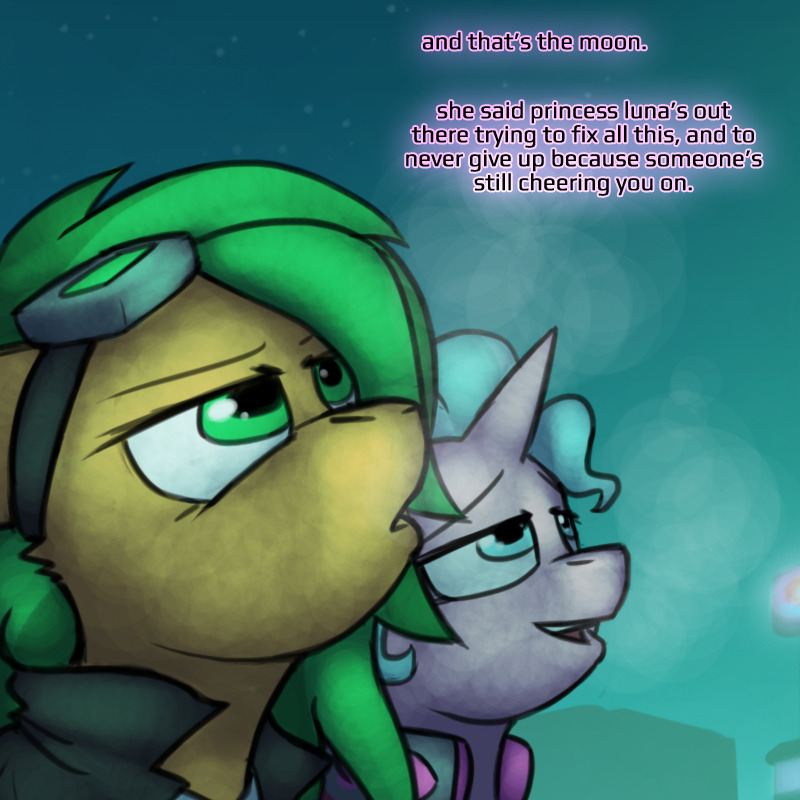 and that's the moon.
she said princess luna's out
there trying to fix all this, and to
never give up because someone's
still cheering you on.